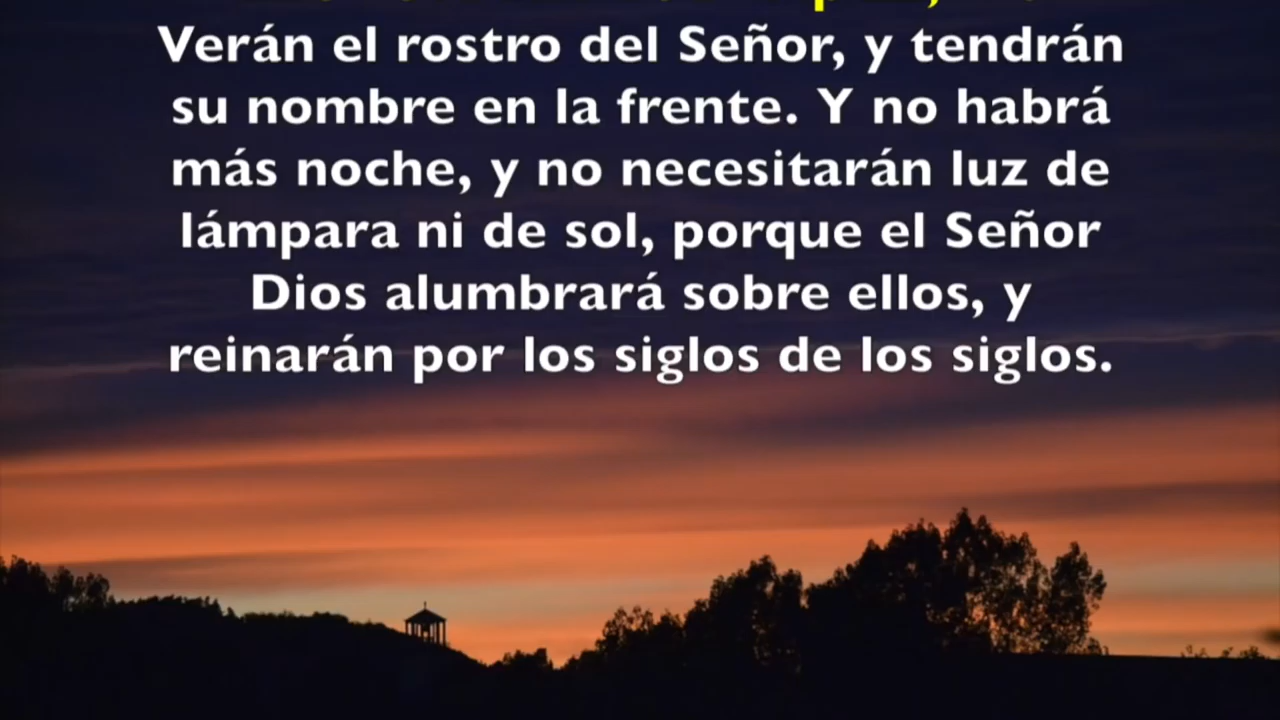 Verán el rostro del Señor, y tendrán
su nombre en la frente. Y no habrá
más noche, y no necesitarán luz de
lámpara ni de sol, porque el Señor
Dios alumbrará sobre ellos, y
reinarán por los siglos de los siglos.